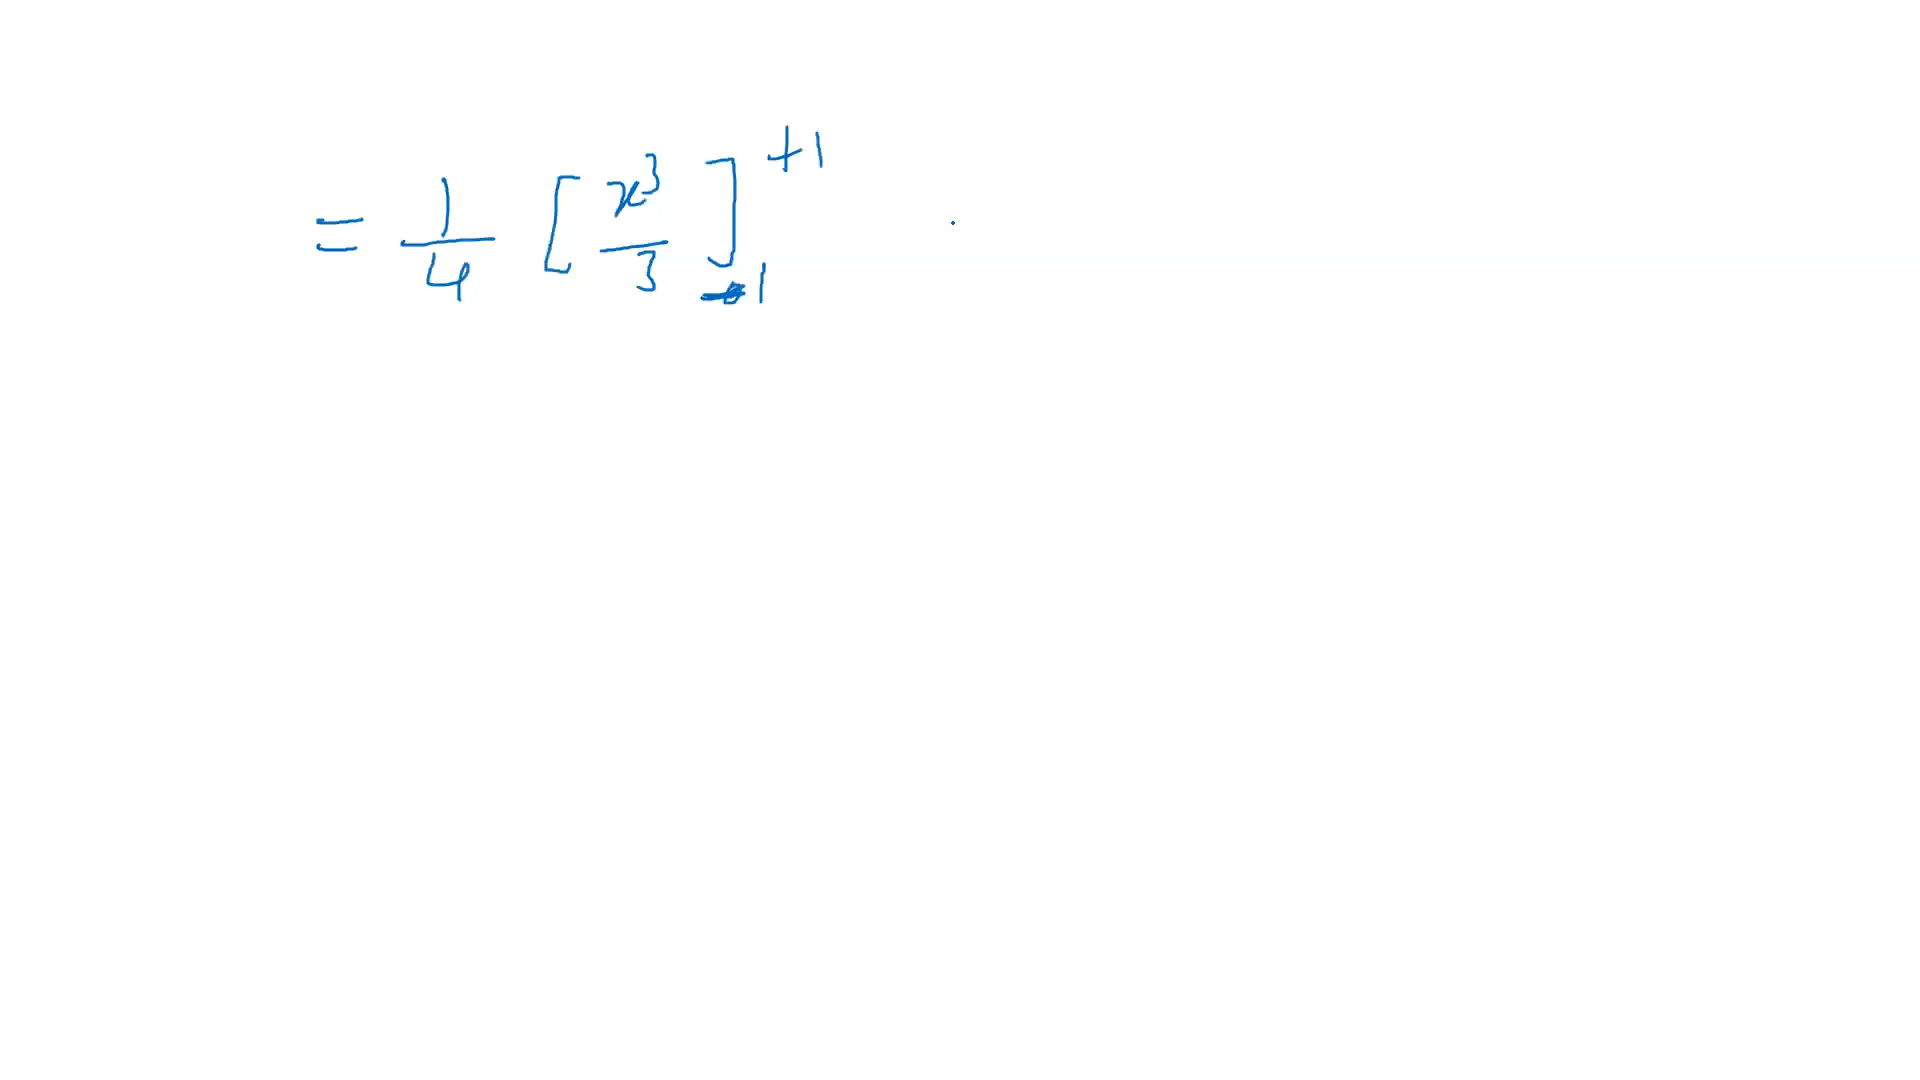 = 1/4 [x³/3]₋₁⁺¹